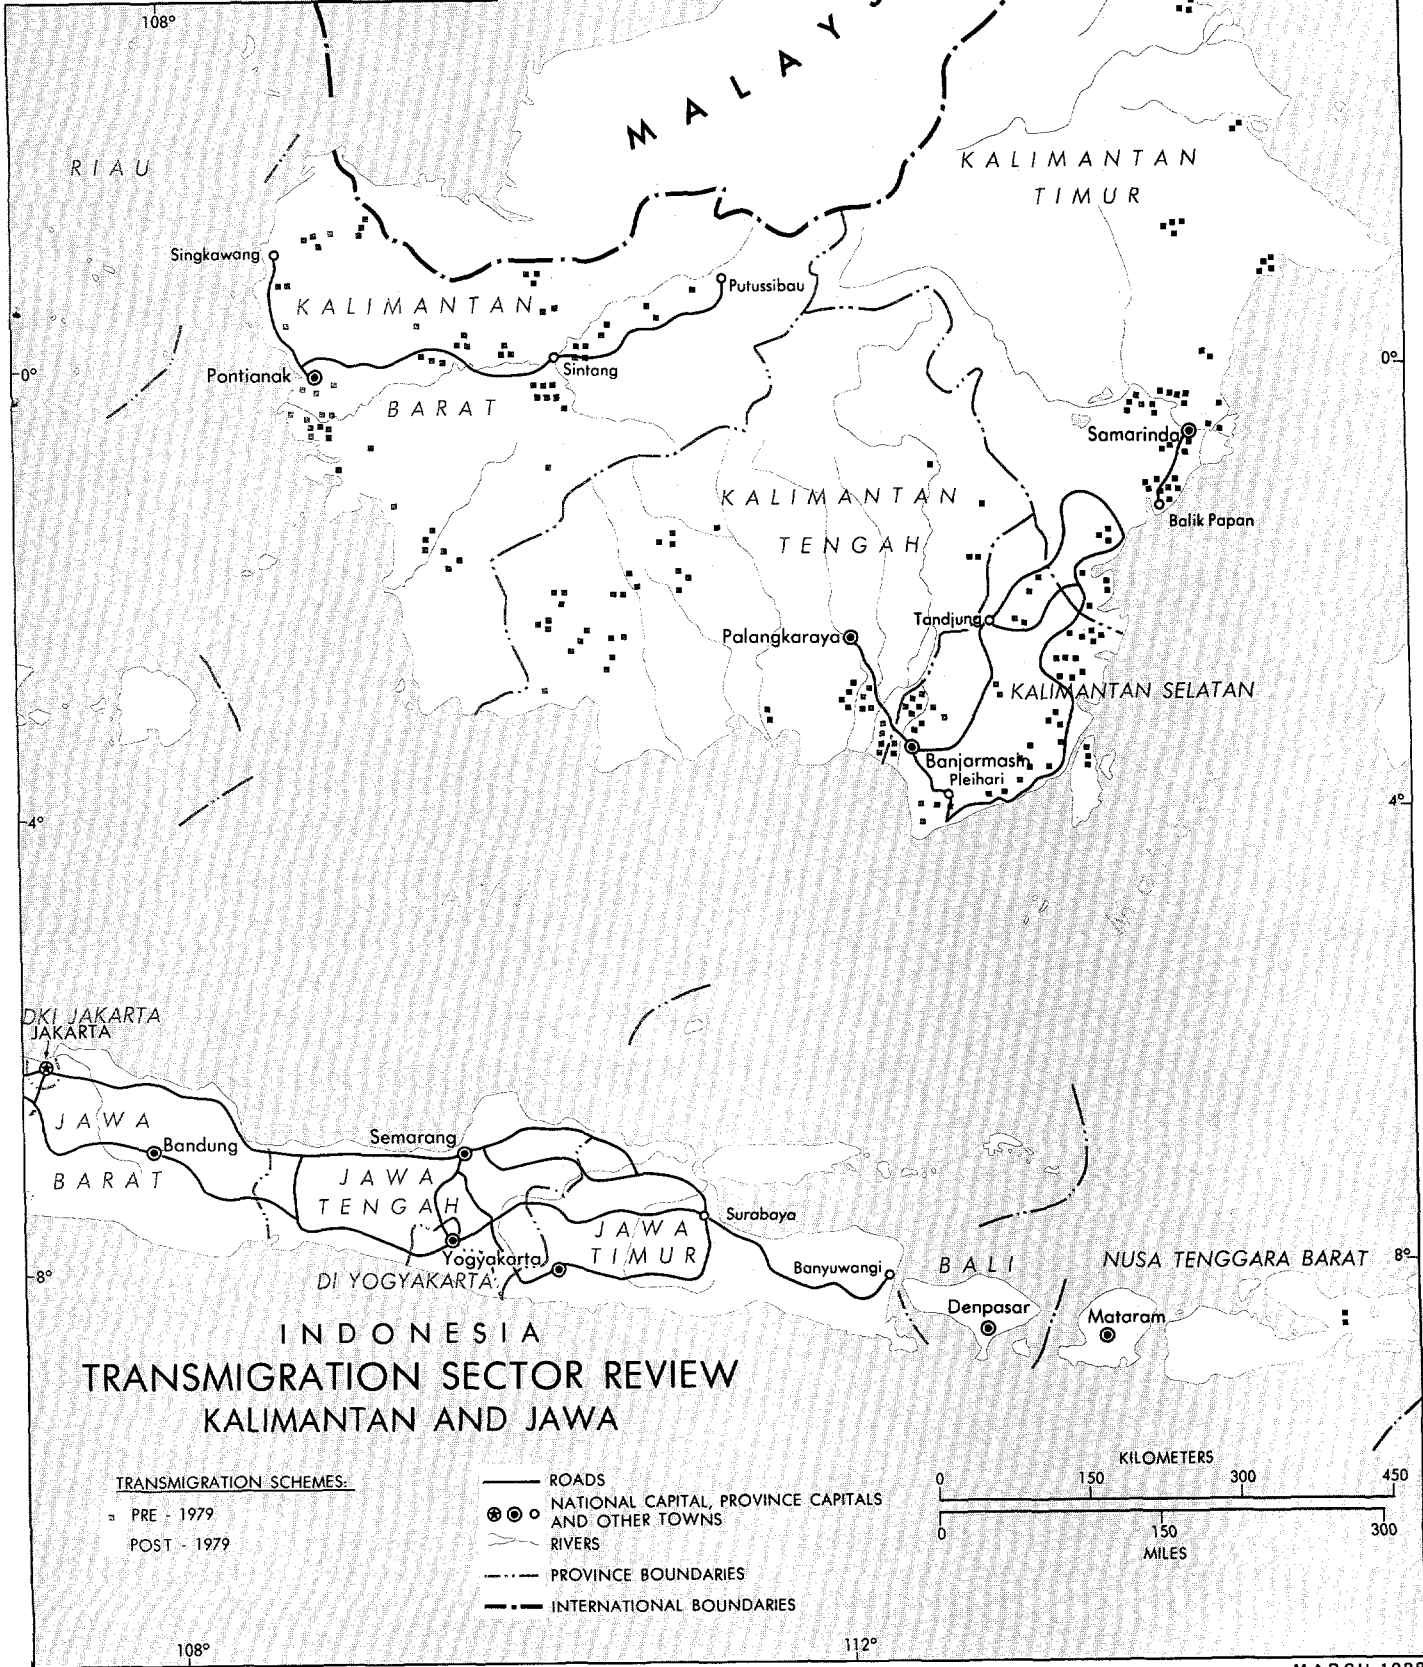 108°
MALAY
RIAU
KALIMANTAN
TIMUR
Singkawang
Putussibau
KALIMANTAN
0°
0°
Pontianak
Sintang
BARAT
Samarinda
KALIMANTAN
Balik Papan
TENGAH
Tandjung
Palangkaraya
KALIMANTAN SELATAN
Banjarmasin
Pleihari
4°
4°
DKI JAKARTA
JAKARTA
JAWA
Bandung
Semarang
BARAT
JAWA
TENGAH
Surabaya
JAWA
TIMUR
Yogyakarta
DI YOGYAKARTA
Banyuwangi
BALI
NUSA TENGGARA BARAT
8°
8°
Denpasar
Mataram
INDONESIA
TRANSMIGRATION SECTOR REVIEW
KALIMANTAN AND JAWA
TRANSMIGRATION SCHEMES:
PRE - 1979
POST - 1979
ROADS
NATIONAL CAPITAL, PROVINCE CAPITALS
AND OTHER TOWNS
RIVERS
PROVINCE BOUNDARIES
INTERNATIONAL BOUNDARIES
KILOMETERS
0 150 300 450
0 150 300
MILES
108°
112°